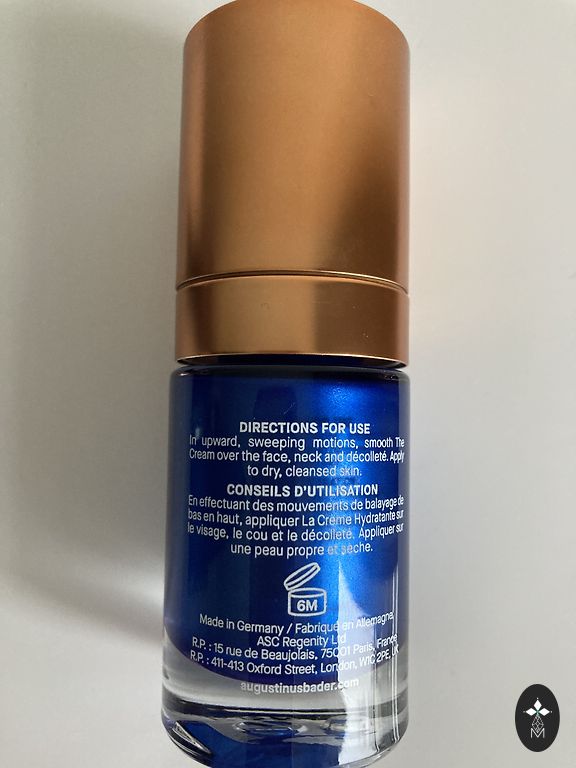 DIRECTIONS FOR USE
In upward, sweeping motions, smooth The
Cream over the face, neck and décolleté. Apply
to dry, cleansed skin.
CONSEILS D'UTILISATION
En effectuant des mouvements de balayage de
bas en haut, appliquer La Crème Hydratante sur
le visage, le cou et le décolleté. Appliquer sur
une peau propre et sèche.
6M
Made in Germany / Fabriqué en Allemagne
ASC Regenity Ltd
R.P. : 15 rue de Beaujolais, 75001 Paris, France
R.P. : 411-413 Oxford Street, London, W1C 2PE, UK
augustinusbader.com
M